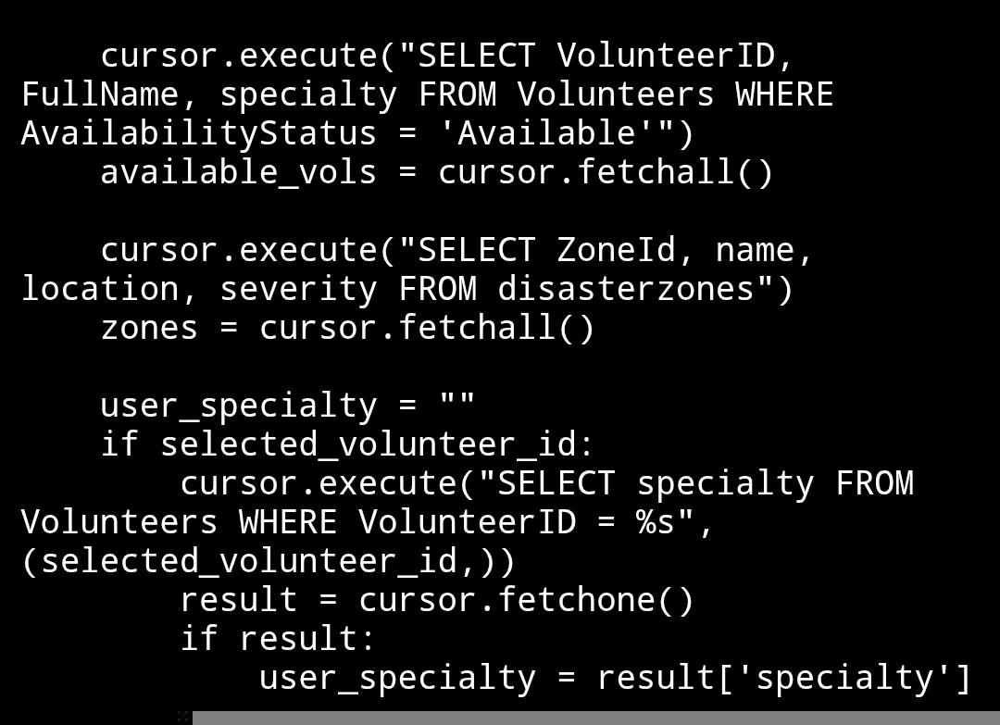 cursor.execute("SELECT VolunteerID,
FullName, specialty FROM Volunteers WHERE
AvailabilityStatus = 'Available'")
available_vols = cursor.fetchall()
cursor.execute("SELECT ZoneId, name,
location, severity FROM disasterzones")
zones = cursor.fetchall()
user_specialty = ""
if selected_volunteer_id:
cursor.execute("SELECT specialty FROM
Volunteers WHERE VolunteerID = %s",
(selected_volunteer_id,))
result = cursor.fetchone()
if result:
user_specialty = result['specialty']